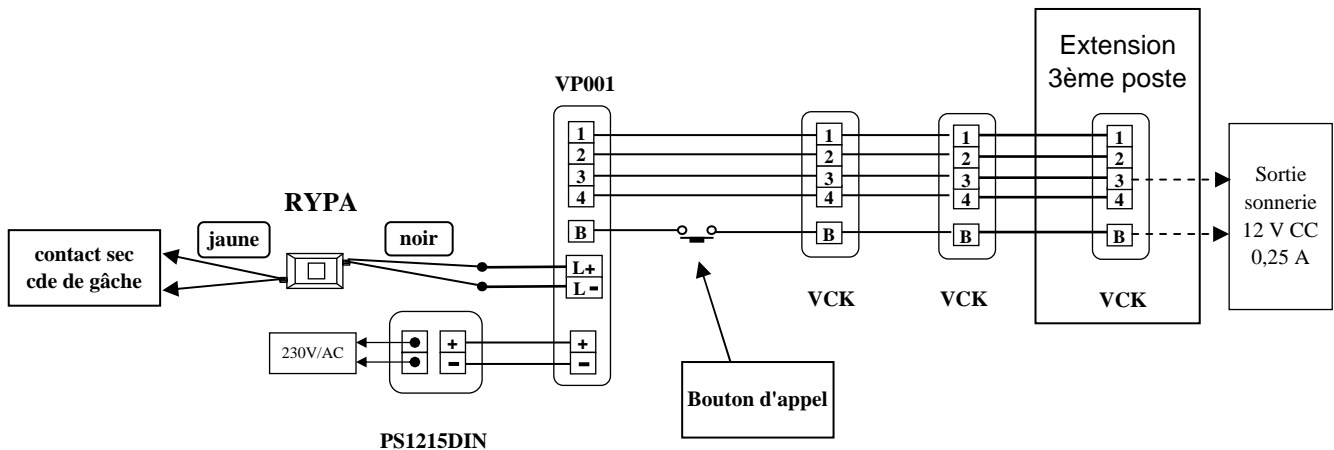 Extension
3ème poste
VP001
1
2
3
4
B
L+
L-
+
-
RYPA
jaune
noir
contact sec
cde de gâche
230V/AC
+
-
PS1215DIN
Bouton d'appel
1
2
3
4
B
VCK
1
2
3
4
B
VCK
1
2
3
4
B
VCK
Sortie
sonnerie
12 V CC
0,25 A